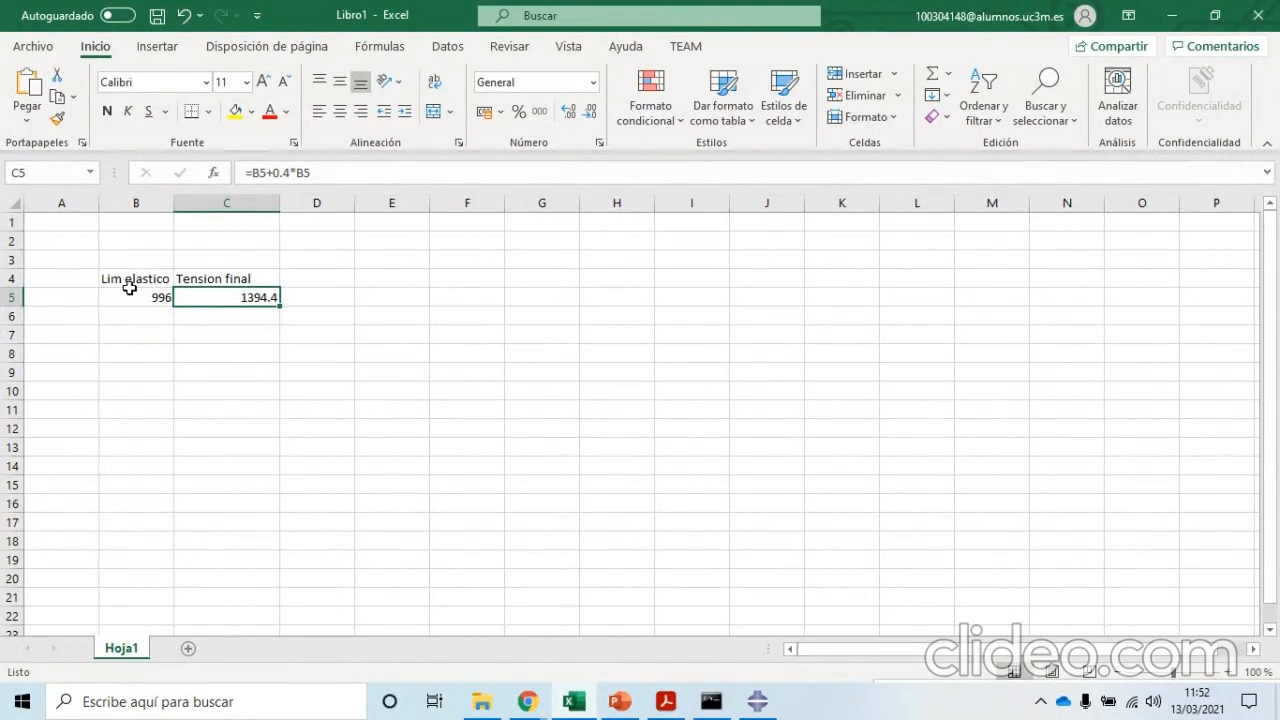 Autoguardado
Libro1 - Excel
Buscar
100304148@alumnos.uc3m.es
Archivo Inicio Insertar Disposición de página Fórmulas Datos Revisar Vista Ayuda TEAM Compartir Comentarios
Pegar
Calibri 11
N K S
General
% 000
Formato condicional
Dar formato como tabla
Estilos de celda
Insertar
Eliminar
Formato
Ordenar y filtrar
Buscar y seleccionar
Analizar datos
Confidencialidad
Portapapeles Fuente Alineación Número Estilos Celdas Edición Análisis Confidencialidad
C5 fx =B5+0.4*B5
A B C D E F G H I J K L M N O P
1
2
3
4 Lim elastico Tension final
5 996 1394.4
6
7
8
9
10
11
12
13
14
15
16
17
18
19
20
21
22
23
Hoja1
Listo
100 %
clideo.com
Escribe aquí para buscar
11:52
13/03/2021